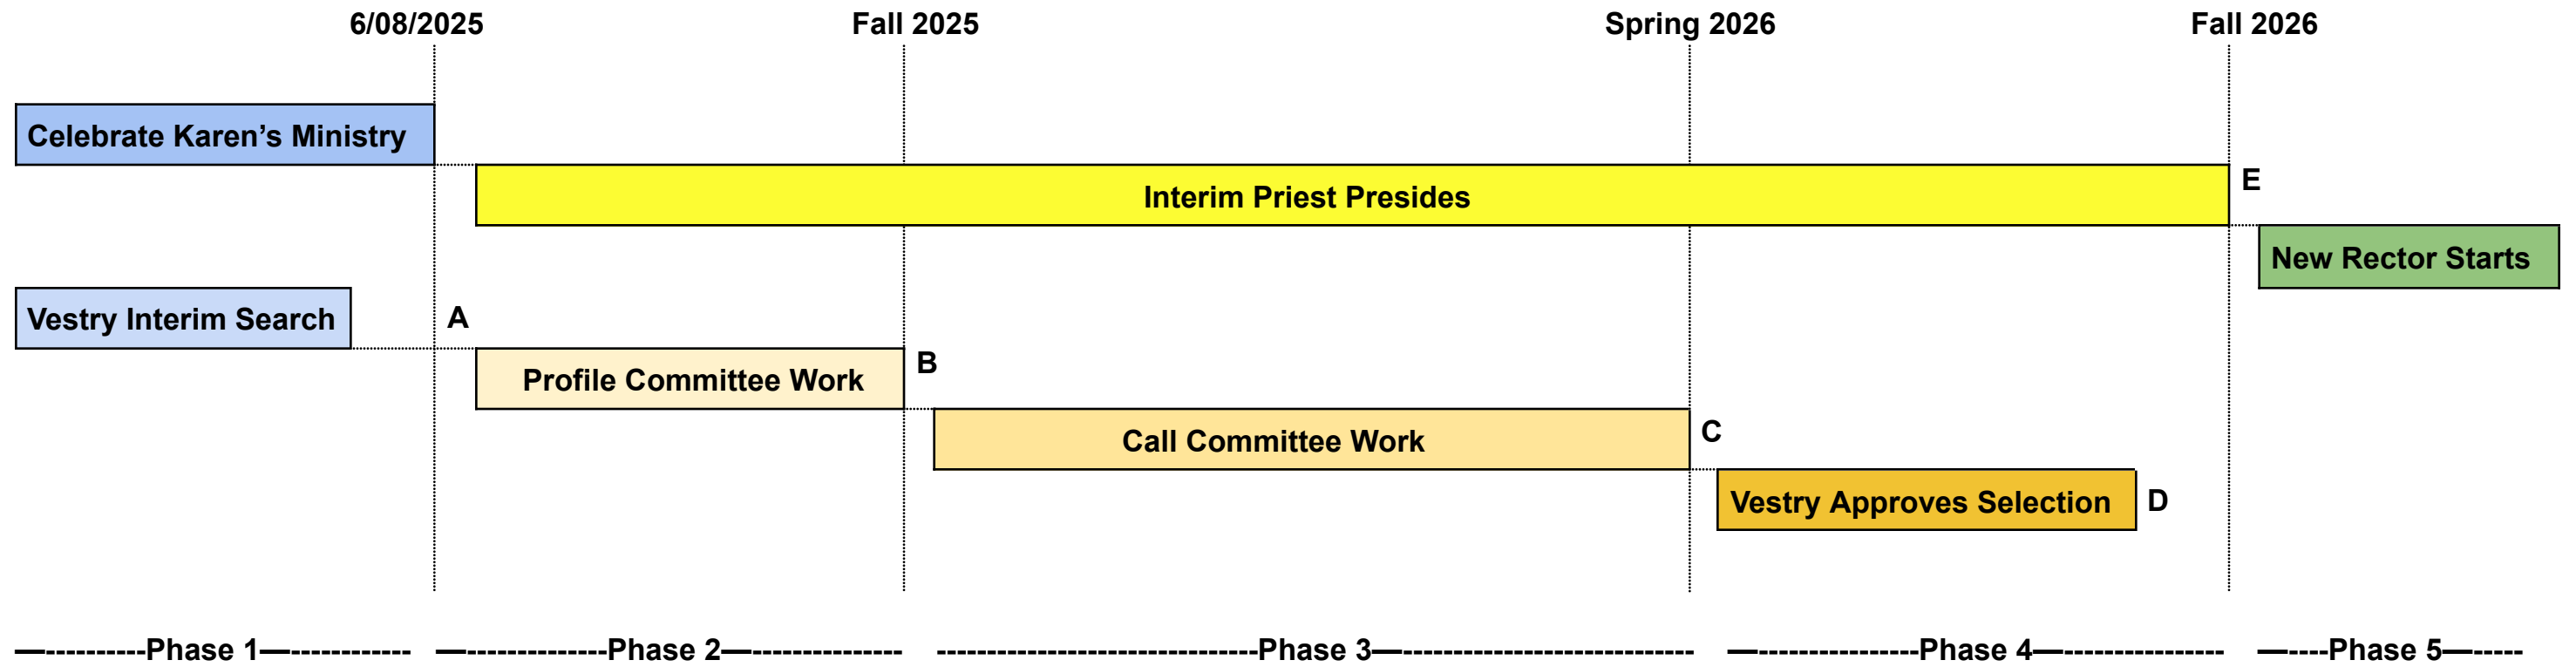 6/08/2025 Fall 2025 Spring 2026 Fall 2026
Celebrate Karen’s Ministry
E
Interim Priest Presides
New Rector Starts
Vestry Interim Search
A
B
Profile Committee Work
C
Call Committee Work
Vestry Approves Selection
D
—----------Phase 1—------------ —--------------Phase 2—--------------- --------------------------------Phase 3—----------------------------- —----------------Phase 4—---------------- —----Phase 5—-----